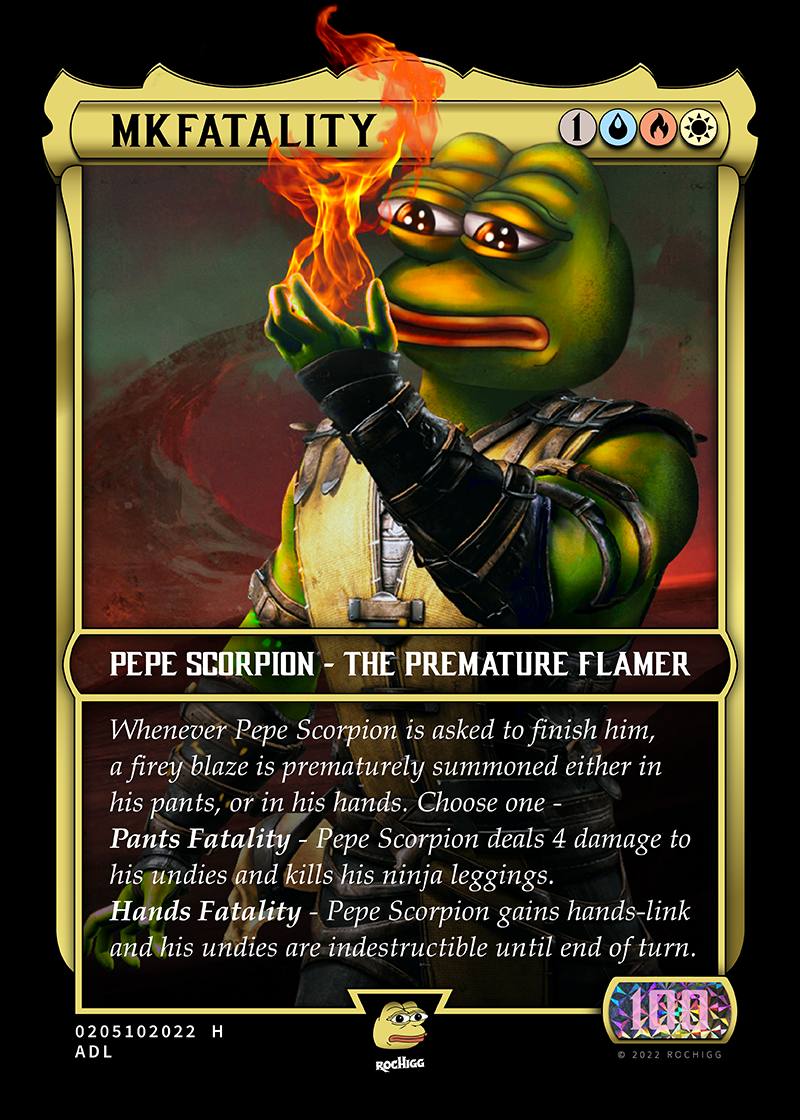 MKFATALITY
1
PEPE SCORPION - THE PREMATURE FLAMER
Whenever Pepe Scorpion is asked to finish him,
a firey blaze is prematurely summoned either in
his pants, or in his hands. Choose one -
Pants Fatality - Pepe Scorpion deals 4 damage to
his undies and kills his ninja leggings.
Hands Fatality - Pepe Scorpion gains hands-link
and his undies are indestructible until end of turn.
100
0205102022 H
ADL
ROCHIGG
© 2022 ROCHIGG